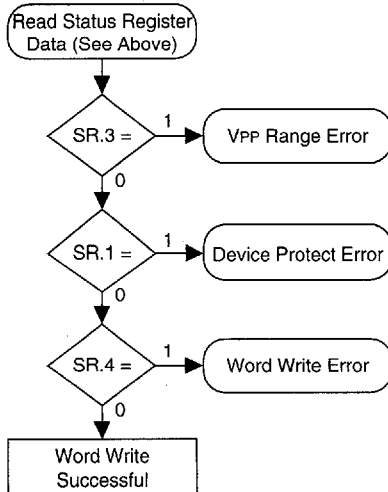 Read Status Register
Data (See Above)
SR.3 =
1
VPP Range Error
0
SR.1 =
1
Device Protect Error
0
SR.4 =
1
Word Write Error
0
Word Write
Successful